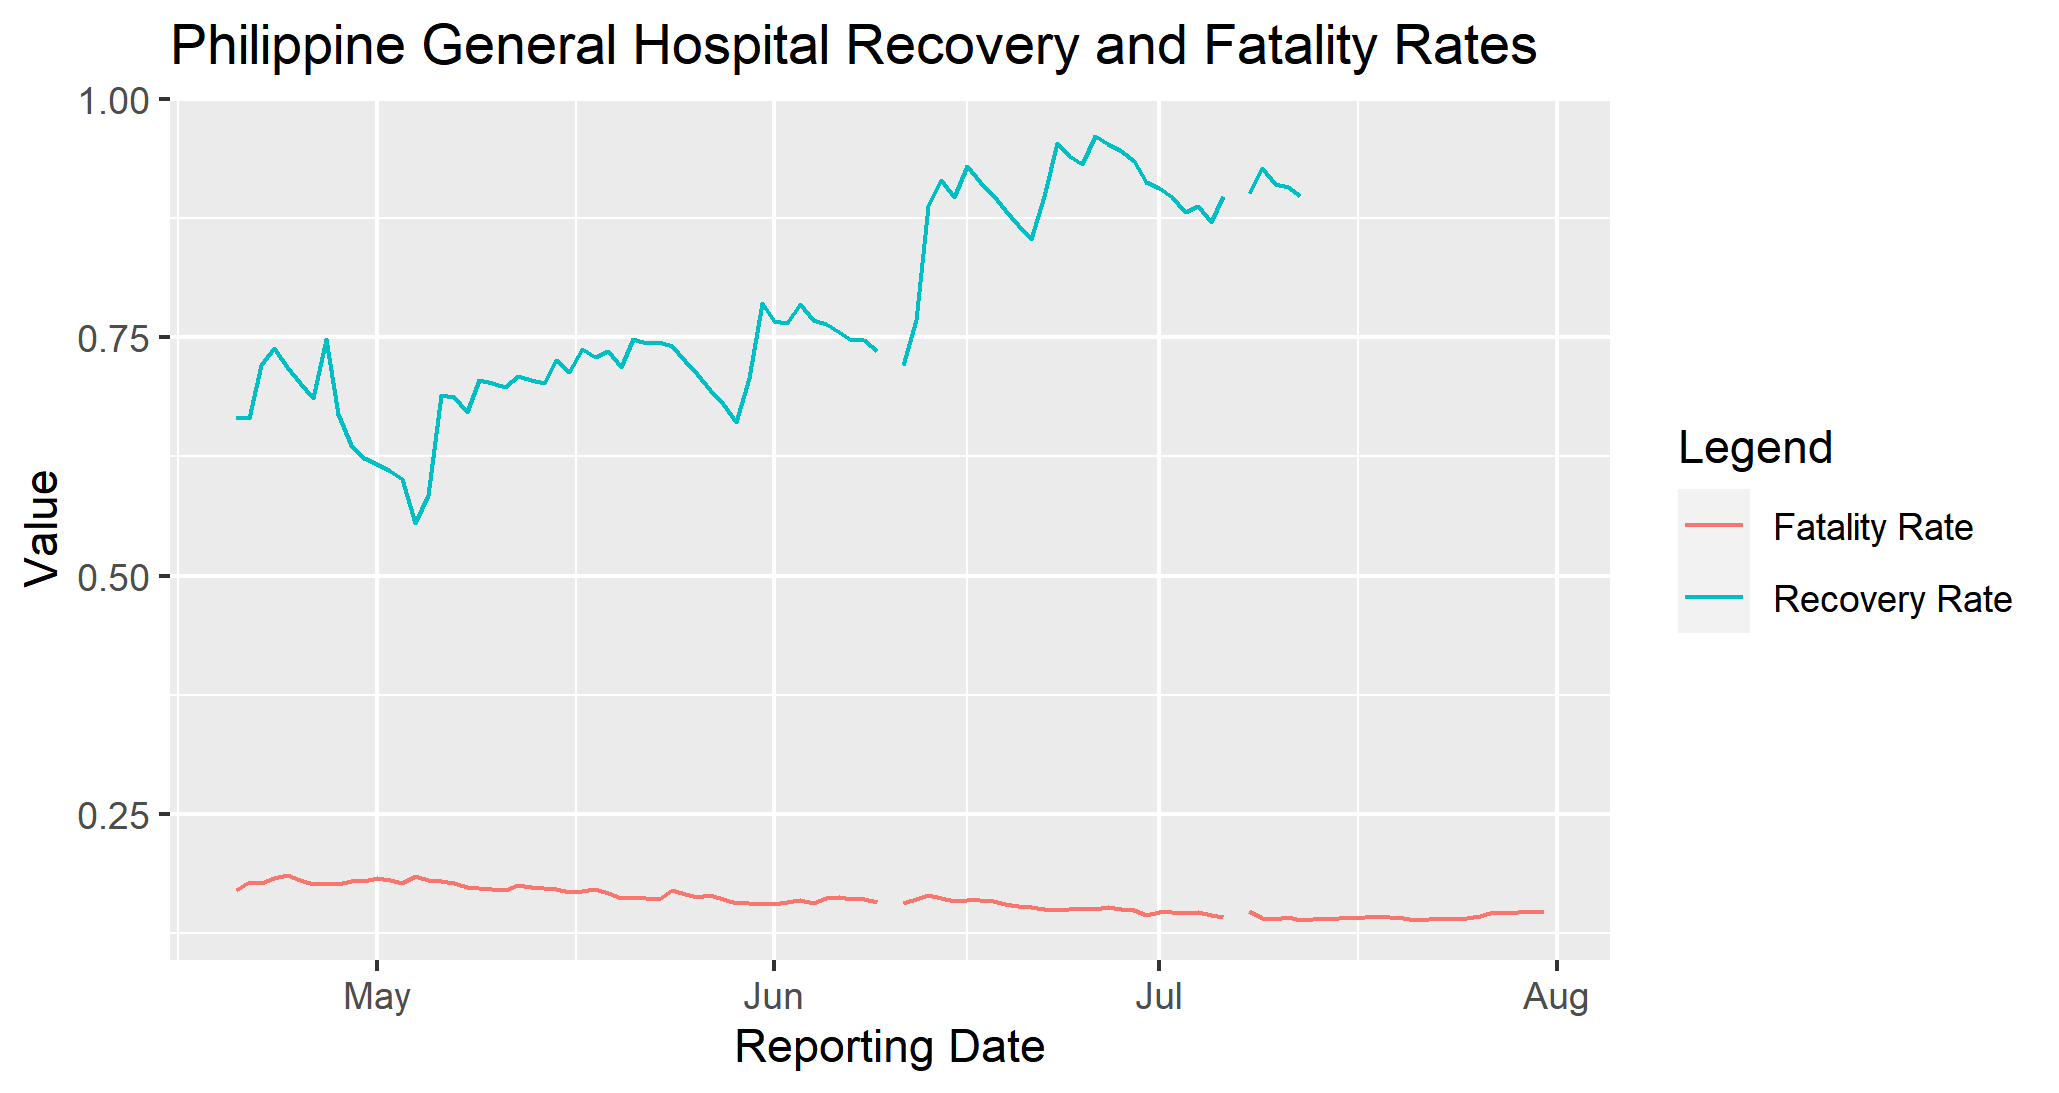 Philippine General Hospital Recovery and Fatality Rates
1.00
0.75
0.50
0.25
Value
May
Jun
Jul
Aug
Reporting Date
Legend
Fatality Rate
Recovery Rate